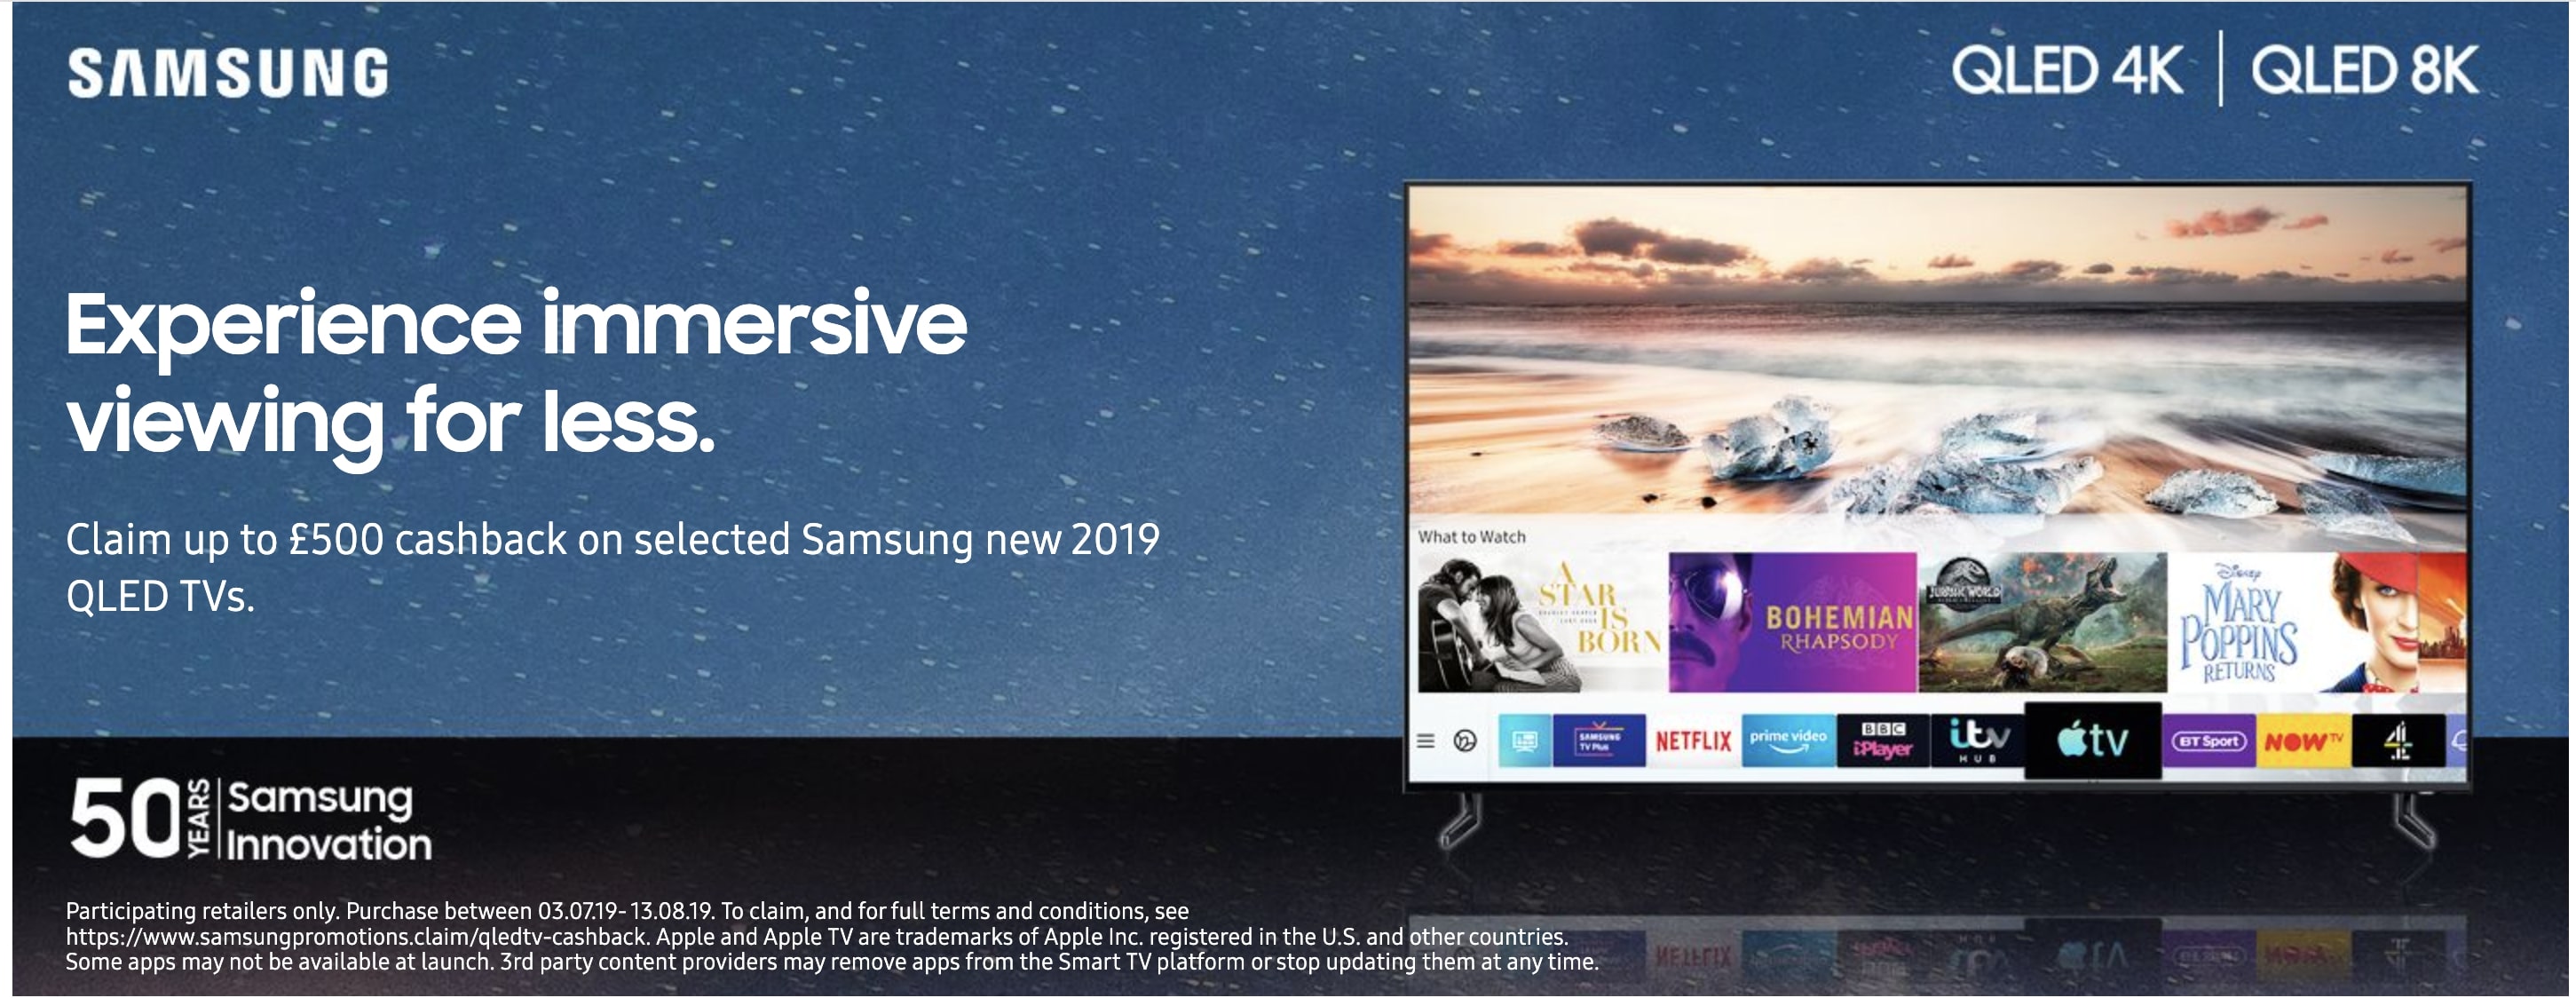 SAMSUNG
QLED 4K | QLED 8K
Experience immersive
viewing for less.
Claim up to £500 cashback on selected Samsung new 2019
QLED TVs.
What to Watch
A
STAR
IS
BORN
BOHEMIAN
RHAPSODY
JURASSIC WORLD
Disney
MARY
POPPINS
RETURNS
SAMSUNG
TV Plus
NETFLIX
prime video
BBC
iPlayer
itv
HUB
tv
BT Sport
NOW TV
4
50 YEARS
Samsung
Innovation
Participating retailers only. Purchase between 03.07.19-13.08.19. To claim, and for full terms and conditions, see
https://www.samsungpromotions.claim/qledtv-cashback. Apple and Apple TV are trademarks of Apple Inc. registered in the U.S. and other countries.
Some apps may not be available at launch. 3rd party content providers may remove apps from the Smart TV platform or stop updating them at any time.